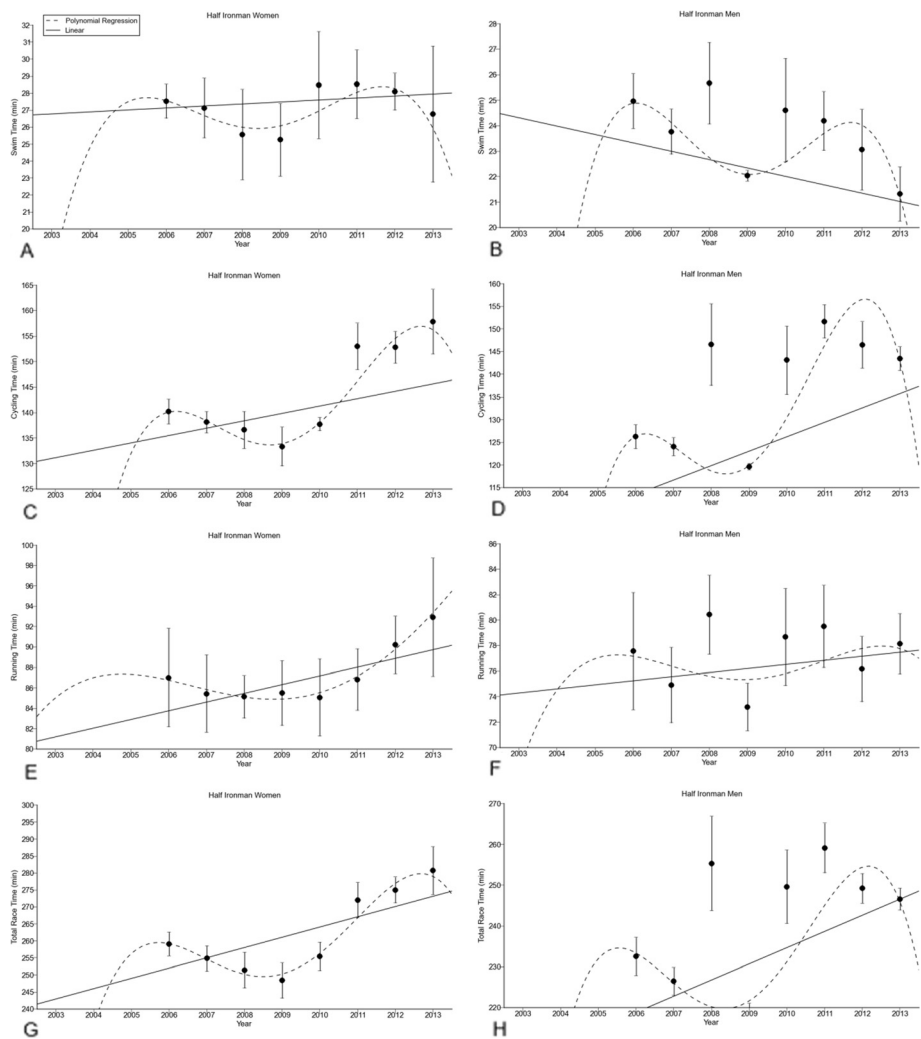 Half Ironman Women
Polynomial Regression
Linear
32
31
30
29
28
27
26
25
24
23
22
21
20
Swim Time (min)
2003 2004 2005 2006 2007 2008 2009 2010 2011 2012 2013
Year
A
Half Ironman Men
28
27
26
25
24
23
22
21
20
Swim Time (min)
2003 2004 2005 2006 2007 2008 2009 2010 2011 2012 2013
Year
B
Half Ironman Women
165
160
155
150
145
140
135
130
125
Cycling Time (min)
2003 2004 2005 2006 2007 2008 2009 2010 2011 2012 2013
Year
C
Half Ironman Men
160
155
150
145
140
135
130
125
120
115
Cycling Time (min)
2003 2004 2005 2006 2007 2008 2009 2010 2011 2012 2013
Year
D
Half Ironman Women
100
98
96
94
92
90
88
86
84
82
80
Running Time (min)
2003 2004 2005 2006 2007 2008 2009 2010 2011 2012 2013
Year
E
Half Ironman Men
86
84
82
80
78
76
74
72
70
Running Time (min)
2003 2004 2005 2006 2007 2008 2009 2010 2011 2012 2013
Year
F
Half Ironman Women
300
295
290
285
280
275
270
265
260
255
250
245
240
Total Race Time (min)
2003 2004 2005 2006 2007 2008 2009 2010 2011 2012 2013
Year
G
Half Ironman Men
270
260
250
240
230
220
Total Race Time (min)
2003 2004 2005 2006 2007 2008 2009 2010 2011 2012 2013
Year
H